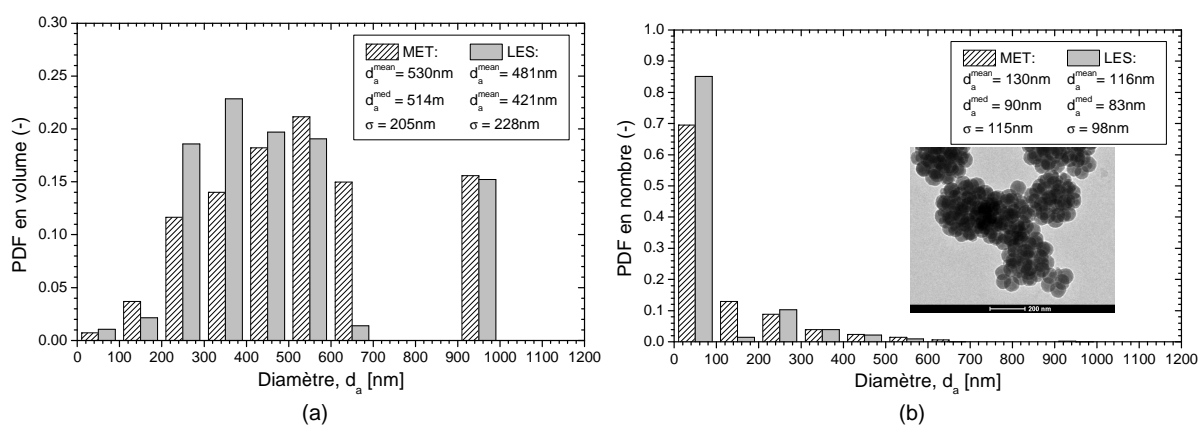 0.30
0.25
0.20
0.15
0.10
0.05
0.00
PDF en volume (-)
0 100 200 300 400 500 600 700 800 900 1000 1100 1200
Diamètre, d_a [nm]
MET: LES:
d_a^mean = 530nm d_a^mean = 481nm
d_a^med = 514m d_a^mean = 421nm
σ = 205nm σ = 228nm
(a)
1.0
0.9
0.8
0.7
0.6
0.5
0.4
0.3
0.2
0.1
0.0
PDF en nombre (-)
0 100 200 300 400 500 600 700 800 900 1000 1100 1200
Diamètre, d_a [nm]
MET: LES:
d_a^mean = 130nm d_a^mean = 116nm
d_a^med = 90nm d_a^med = 83nm
σ = 115nm σ = 98nm
200 nm
(b)